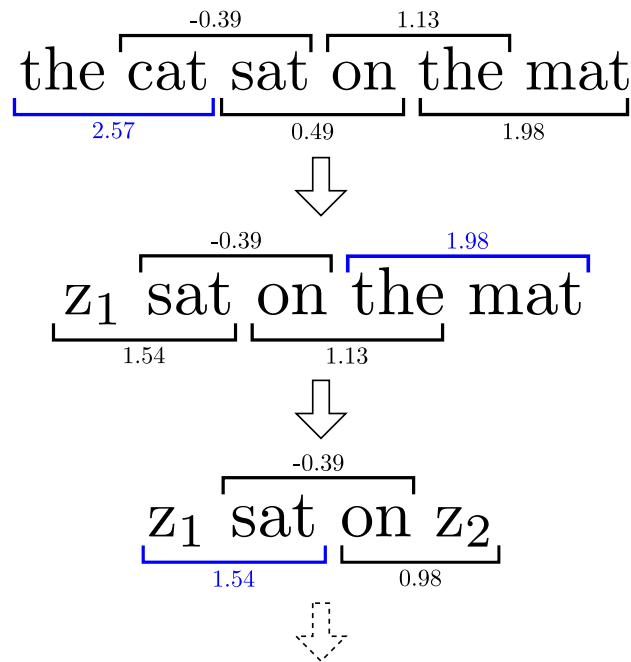 -0.39 1.13
the cat sat on the mat
2.57 0.49 1.98
-0.39 1.98
z₁ sat on the mat
1.54 1.13
-0.39
z₁ sat on z₂
1.54 0.98